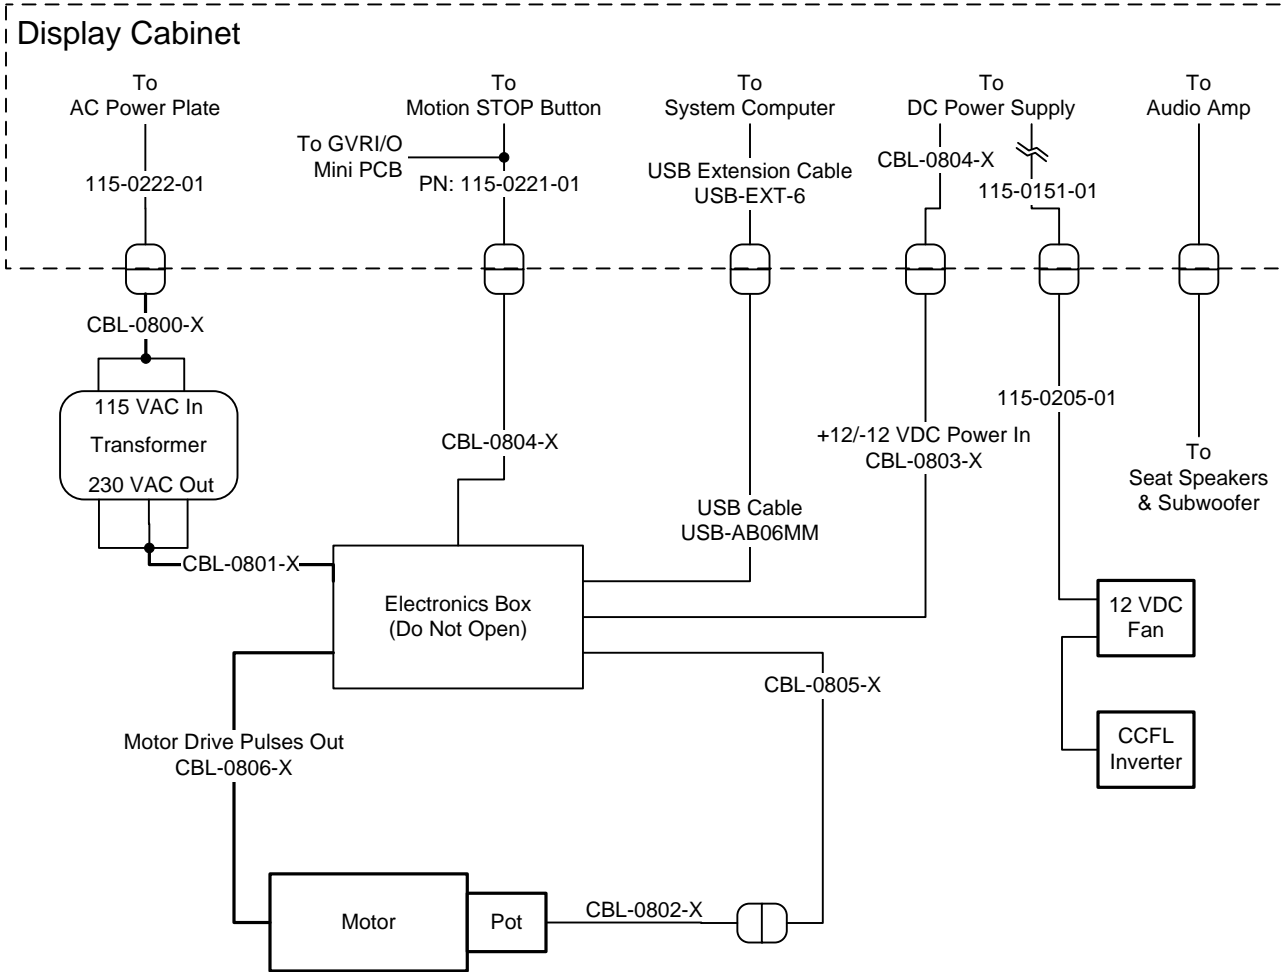 Display Cabinet
To
AC Power Plate
To
Motion STOP Button
To
System Computer
To
DC Power Supply
To
Audio Amp
To GVRI/O
Mini PCB
115-0222-01
PN: 115-0221-01
USB Extension Cable
USB-EXT-6
CBL-0804-X
115-0151-01
CBL-0800-X
115 VAC In
Transformer
230 VAC Out
CBL-0801-X
CBL-0804-X
USB Cable
USB-AB06MM
+12/-12 VDC Power In
CBL-0803-X
115-0205-01
To
Seat Speakers
& Subwoofer
Electronics Box
(Do Not Open)
12 VDC
Fan
CCFL
Inverter
CBL-0805-X
Motor Drive Pulses Out
CBL-0806-X
Motor
Pot
CBL-0802-X